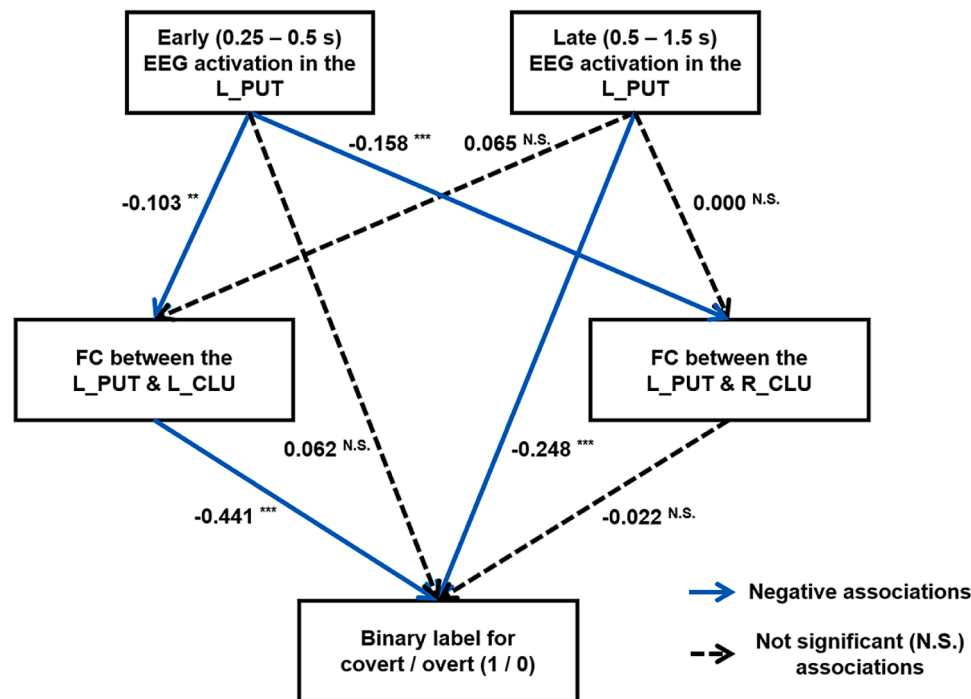 Early (0.25 – 0.5 s)
EEG activation in the
L_PUT
Late (0.5 – 1.5 s)
EEG activation in the
L_PUT
-0.158 ***
0.065 N.S.
-0.103 **
0.000 N.S.
FC between the
L_PUT & L_CLU
FC between the
L_PUT & R_CLU
0.062 N.S.
-0.248 ***
-0.441 ***
-0.022 N.S.
Binary label for
covert / overt (1 / 0)
Negative associations
Not significant (N.S.)
associations